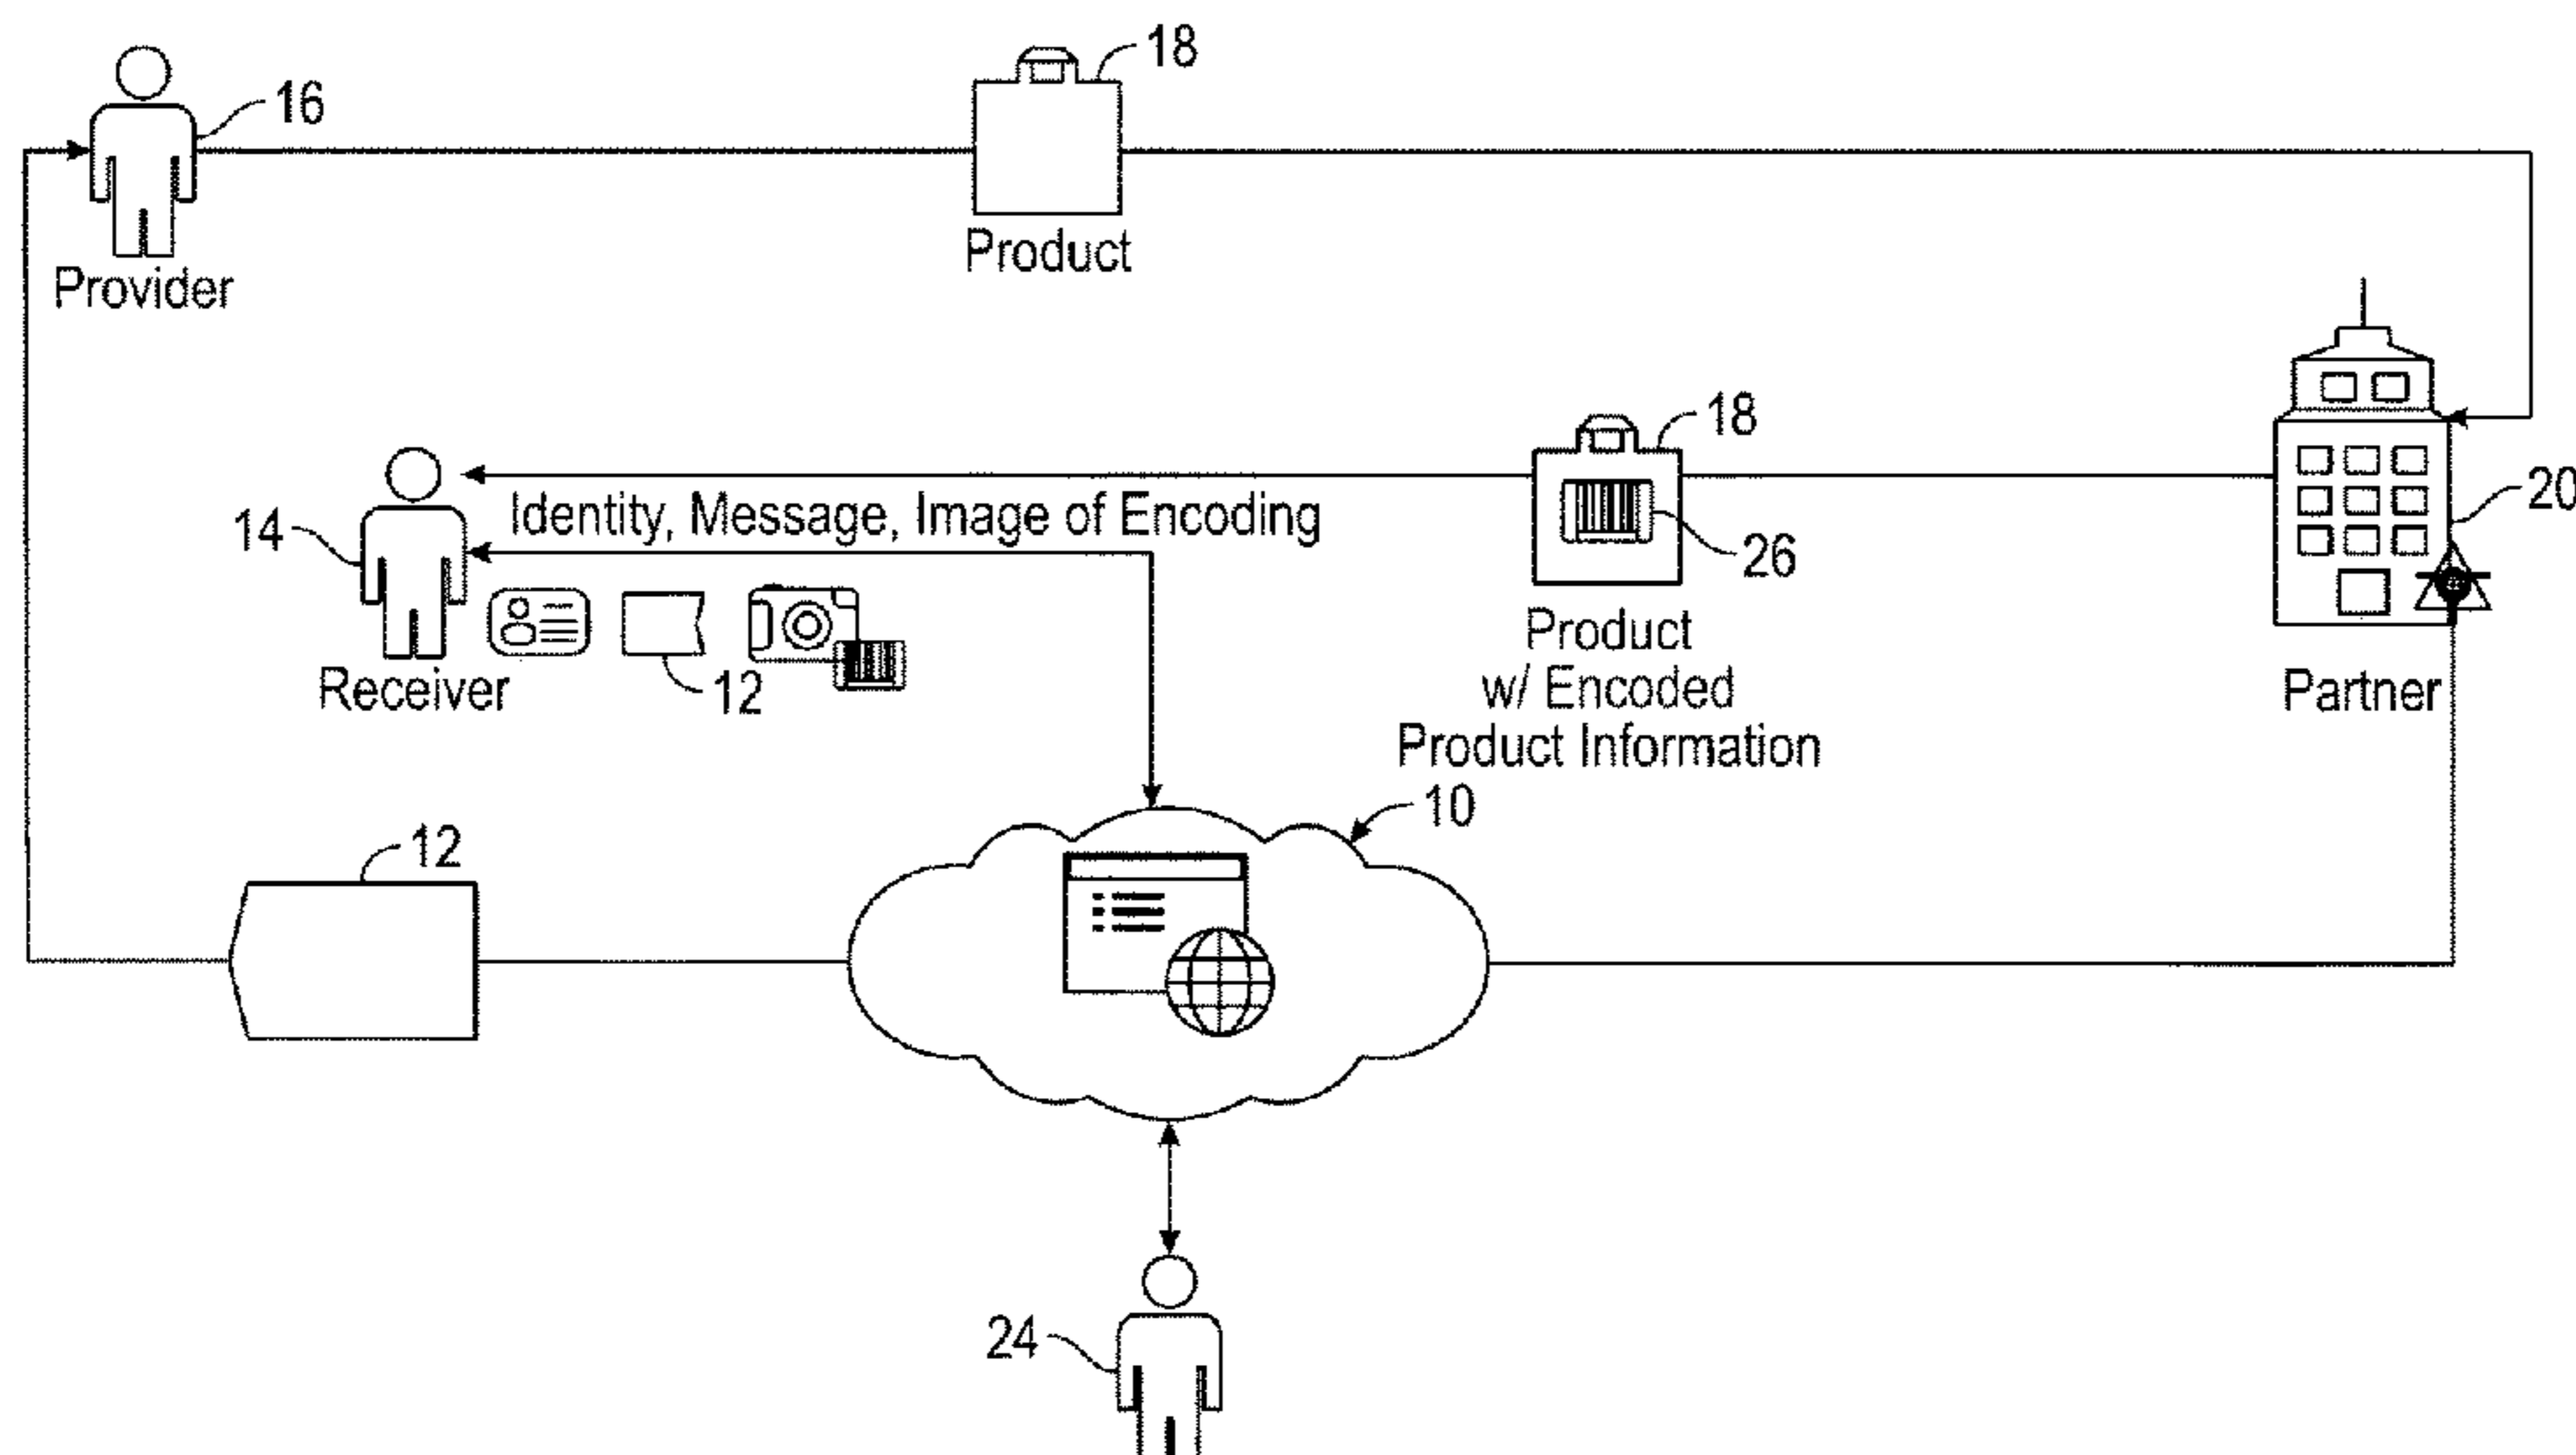 18
16
Product
Provider
18
20
Identity, Message, Image of Encoding
14
26
Product
w/ Encoded
Product Information
Receiver
12
Partner
10
12
24